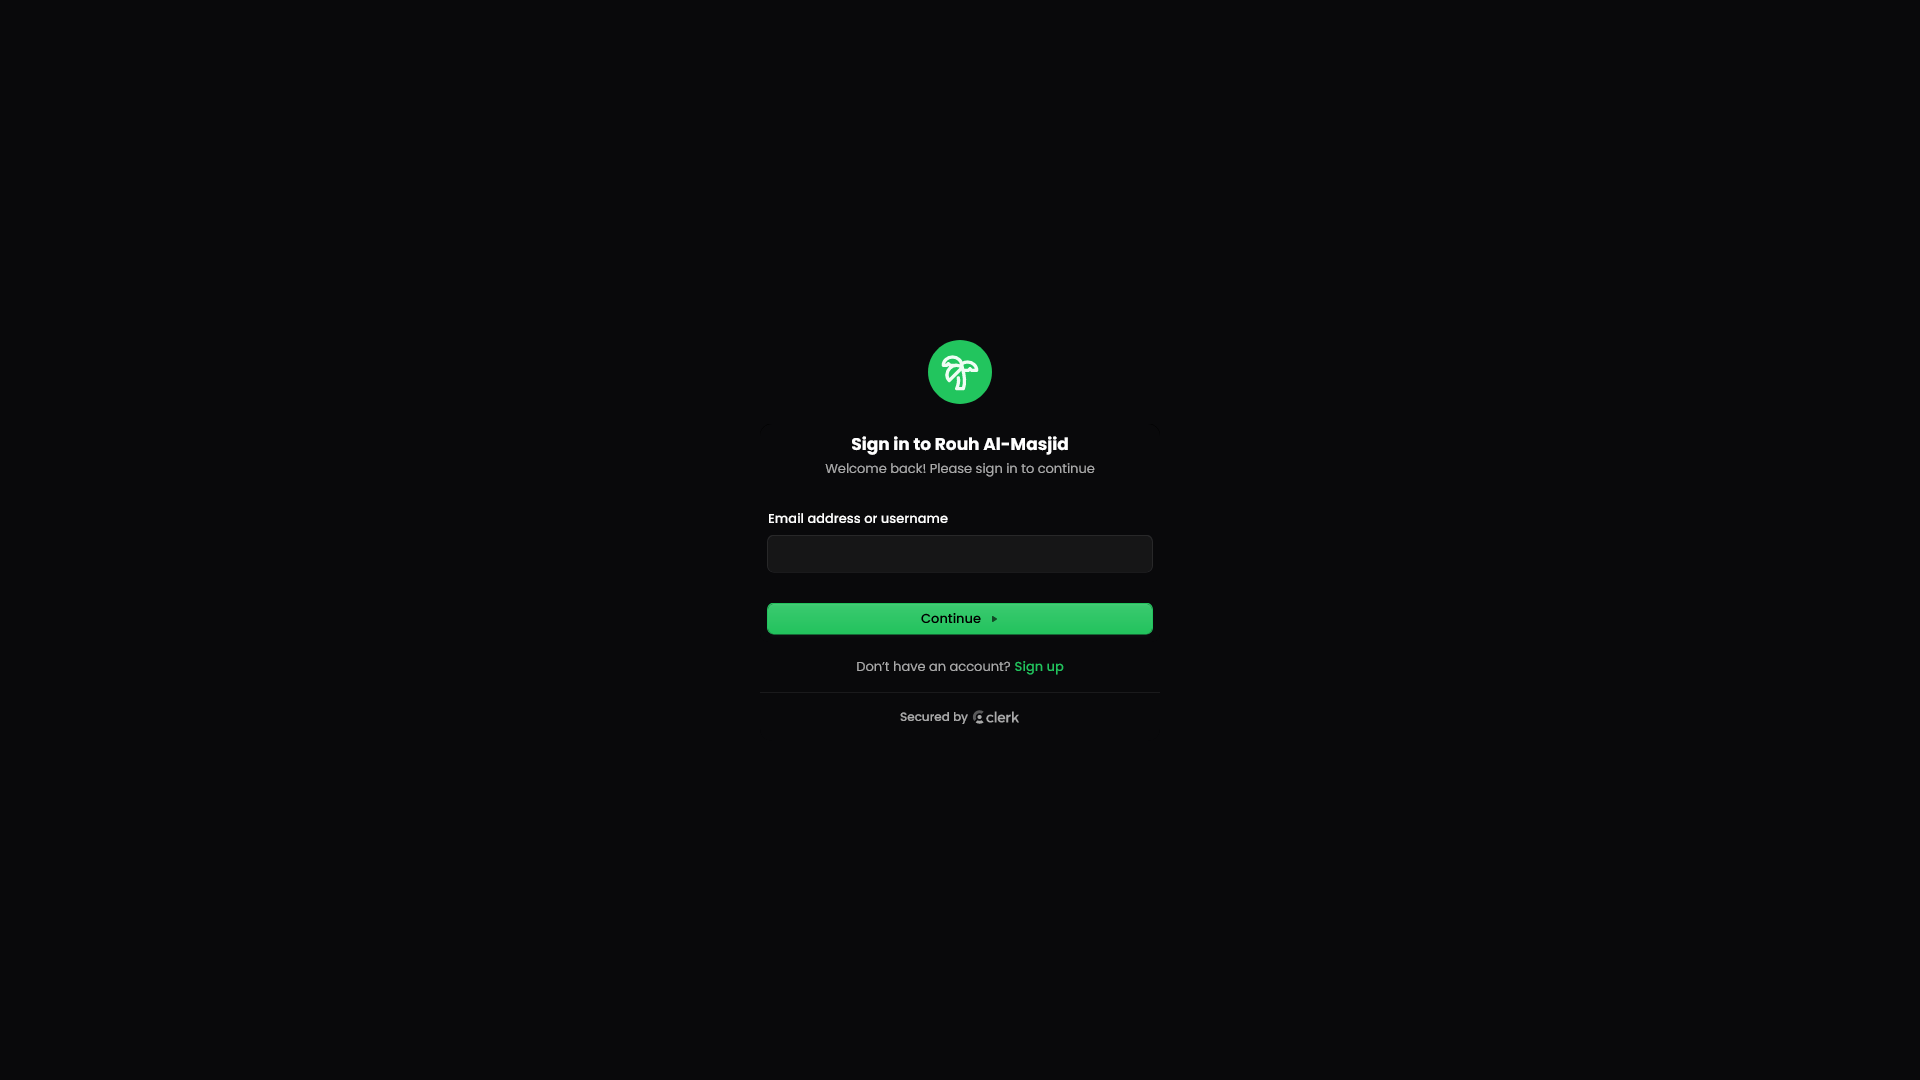 Sign in to Rouh Al-Masjid
Welcome back! Please sign in to continue
Email address or username
Continue
Don’t have an account? Sign up
Secured by clerk